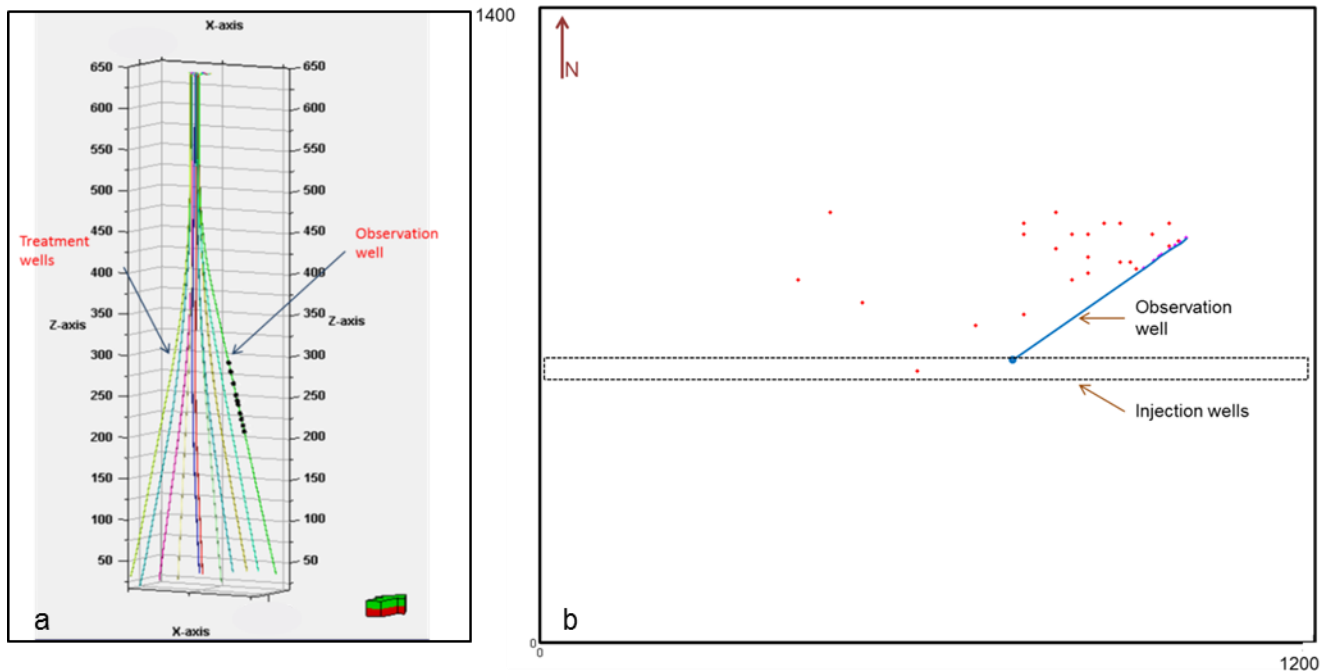 X-axis
650
600
550
500
450
400
350
300
250
200
150
100
50
Z-axis
650
600
550
500
450
400
350
300
250
200
150
100
50
Z-axis
Treatment
wells
Observation
well
X-axis
a
1400
N
Observation
well
Injection wells
b
0
0
1200